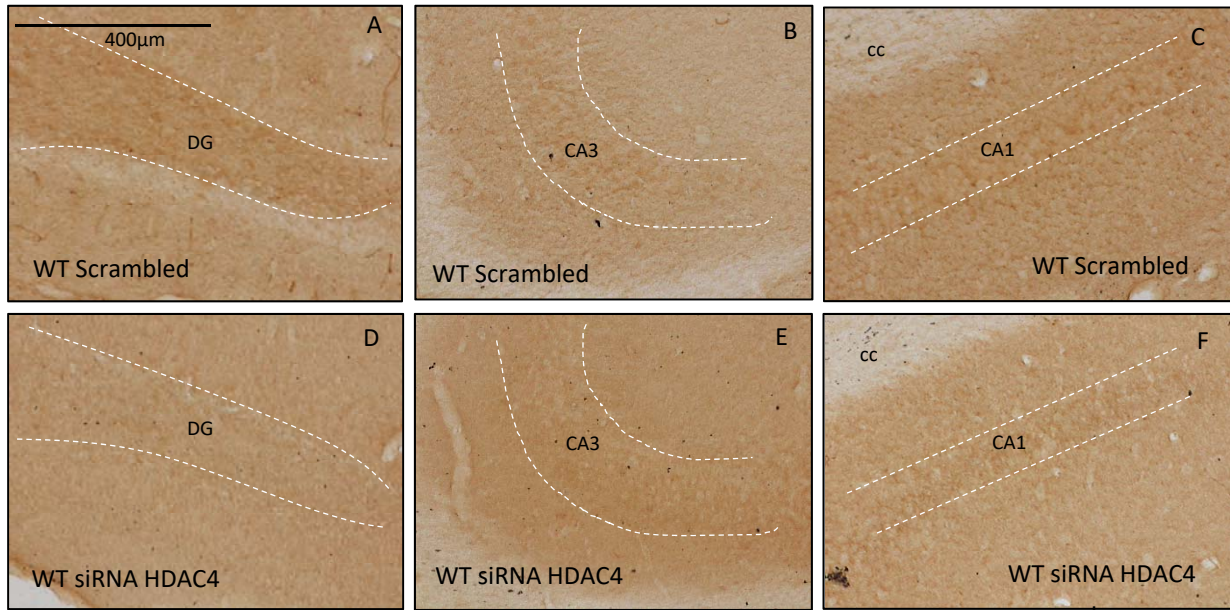 A
400µm
DG
WT Scrambled
B
CA3
WT Scrambled
cc
C
CA1
WT Scrambled
D
DG
WT siRNA HDAC4
E
CA3
WT siRNA HDAC4
F
cc
CA1
WT siRNA HDAC4